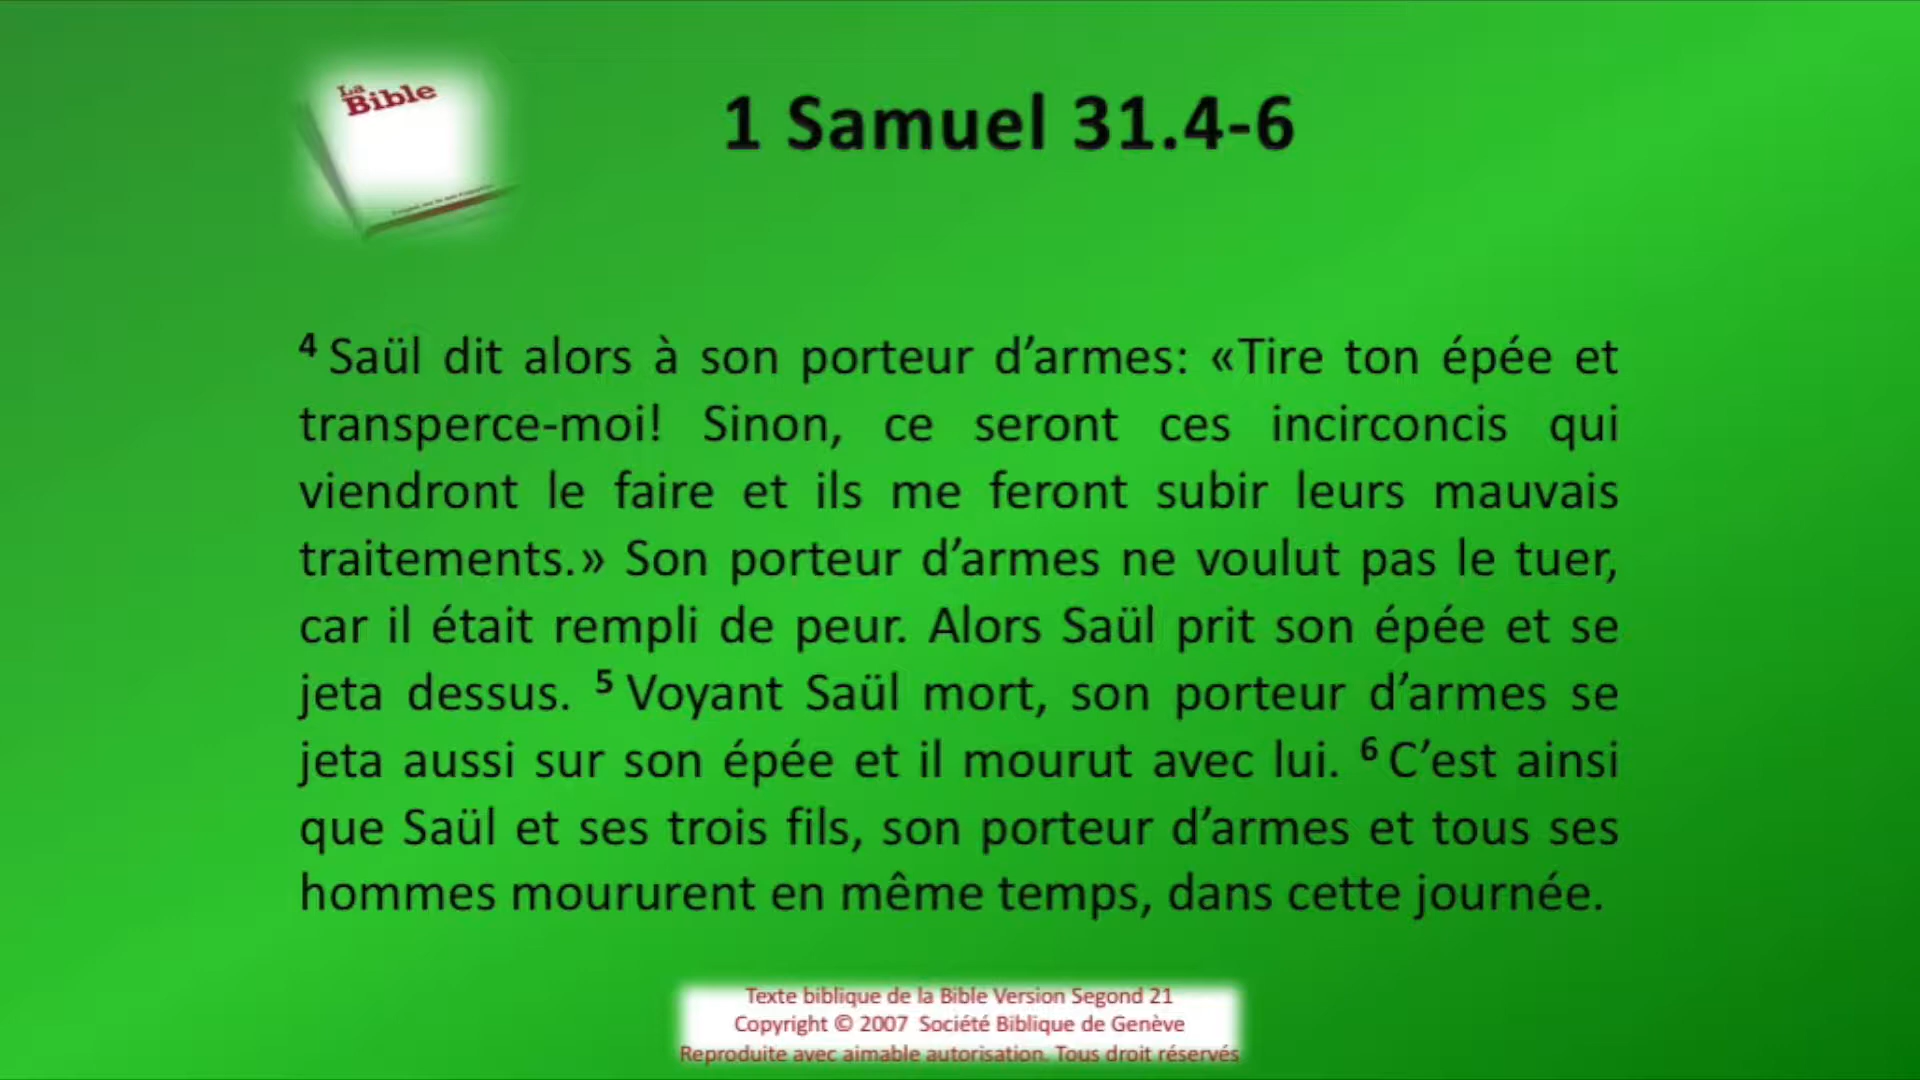 La
Bible
1 Samuel 31.4-6
4 Saül dit alors à son porteur d’armes: «Tire ton épée et
transperce-moi! Sinon, ce seront ces incirconcis qui
viendront le faire et ils me feront subir leurs mauvais
traitements.» Son porteur d’armes ne voulut pas le tuer,
car il était rempli de peur. Alors Saül prit son épée et se
jeta dessus. 5 Voyant Saül mort, son porteur d’armes se
jeta aussi sur son épée et il mourut avec lui. 6 C’est ainsi
que Saül et ses trois fils, son porteur d’armes et tous ses
hommes moururent en même temps, dans cette journée.
Texte biblique de la Bible Version Segond 21
Copyright © 2007 Société Biblique de Genève
Reproduite avec aimable autorisation. Tous droit réservés